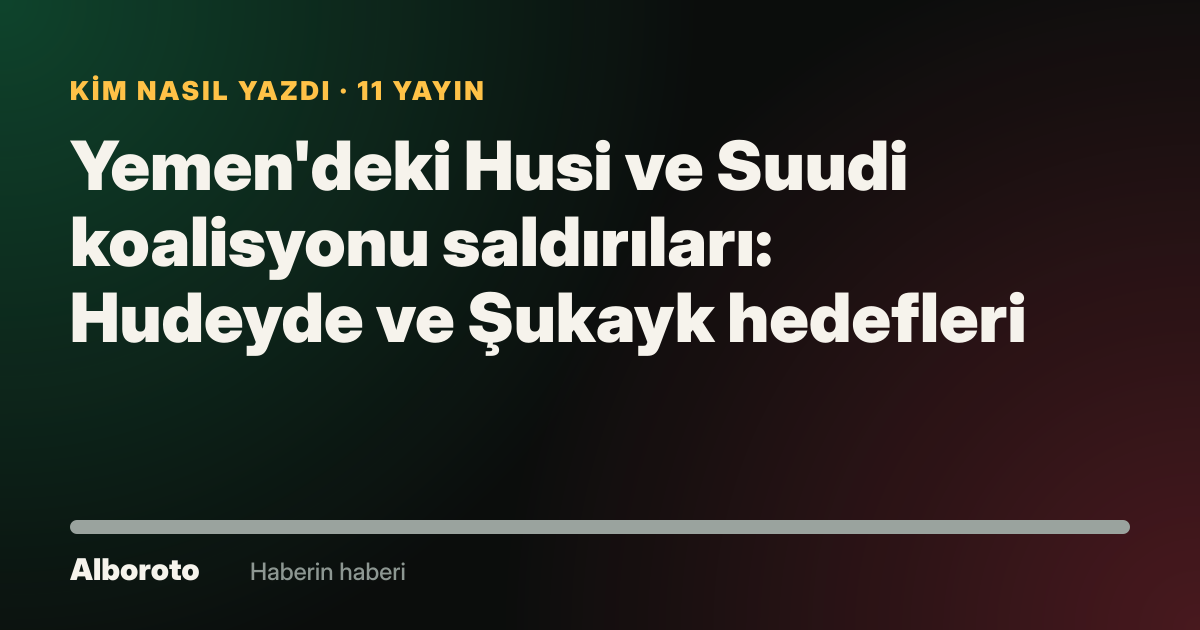 KİM NASIL YAZDI · 11 YAYIN
Yemen'deki Husi ve Suudi
koalisyonu saldırıları:
Hudeyde ve Şukayk hedefleri
Alboroto
Haberin haberi